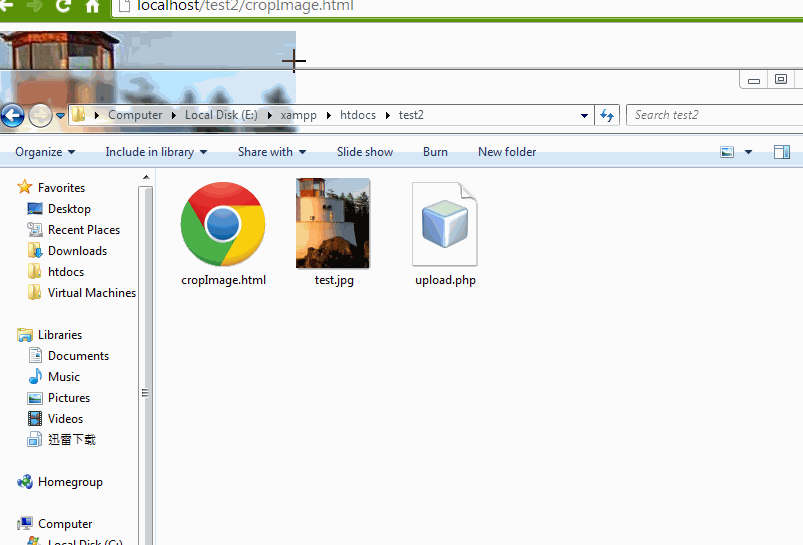 localhost/test2/cropImage.html
Computer Local Disk (E:) xampp htdocs test2
Search test2
Organize Include in library Share with Slide show Burn New folder
Favorites
Desktop
Recent Places
Downloads
htdocs
Virtual Machines
Libraries
Documents
Music
Pictures
Videos
迅雷下载
Homegroup
Computer
Local Disk (C:)
cropImage.html
test.jpg
upload.php